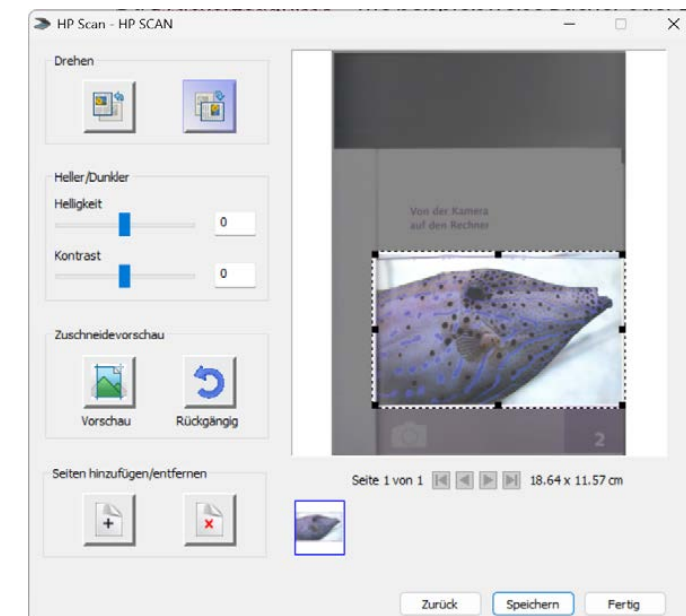 HP Scan - HP SCAN
Drehen
Heller/Dunkler
Helligkeit
0
Kontrast
0
Zuschneidevorschau
Vorschau
Rückgängig
Seiten hinzufügen/entfernen
Von der Kamera
auf den Rechner
2
Seite 1 von 1
18.64 x 11.57 cm
Zurück
Speichern
Fertig